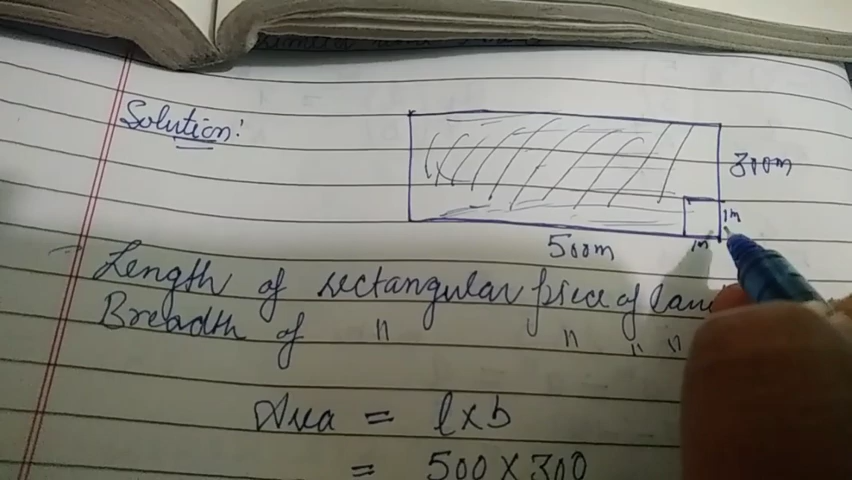 Solution:
300m
1m
500m
1m
Length of rectangular piece of lan
Breadth of " " " "
Area = l×b
= 500×300